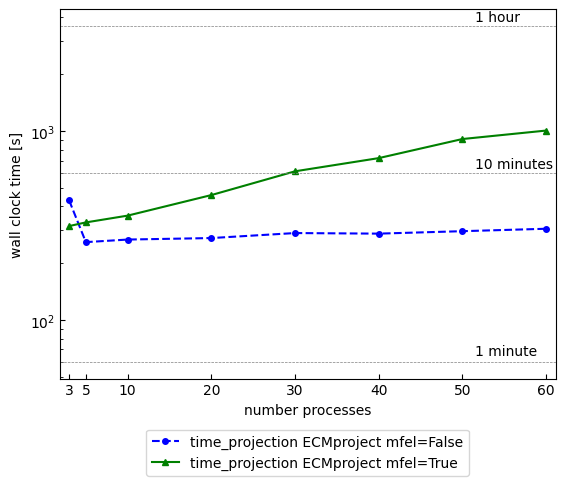 1 hour
10³
10 minutes
10²
1 minute
wall clock time [s]
3 5 10 20 30 40 50 60
number processes
time_projection ECMproject mfel=False
time_projection ECMproject mfel=True